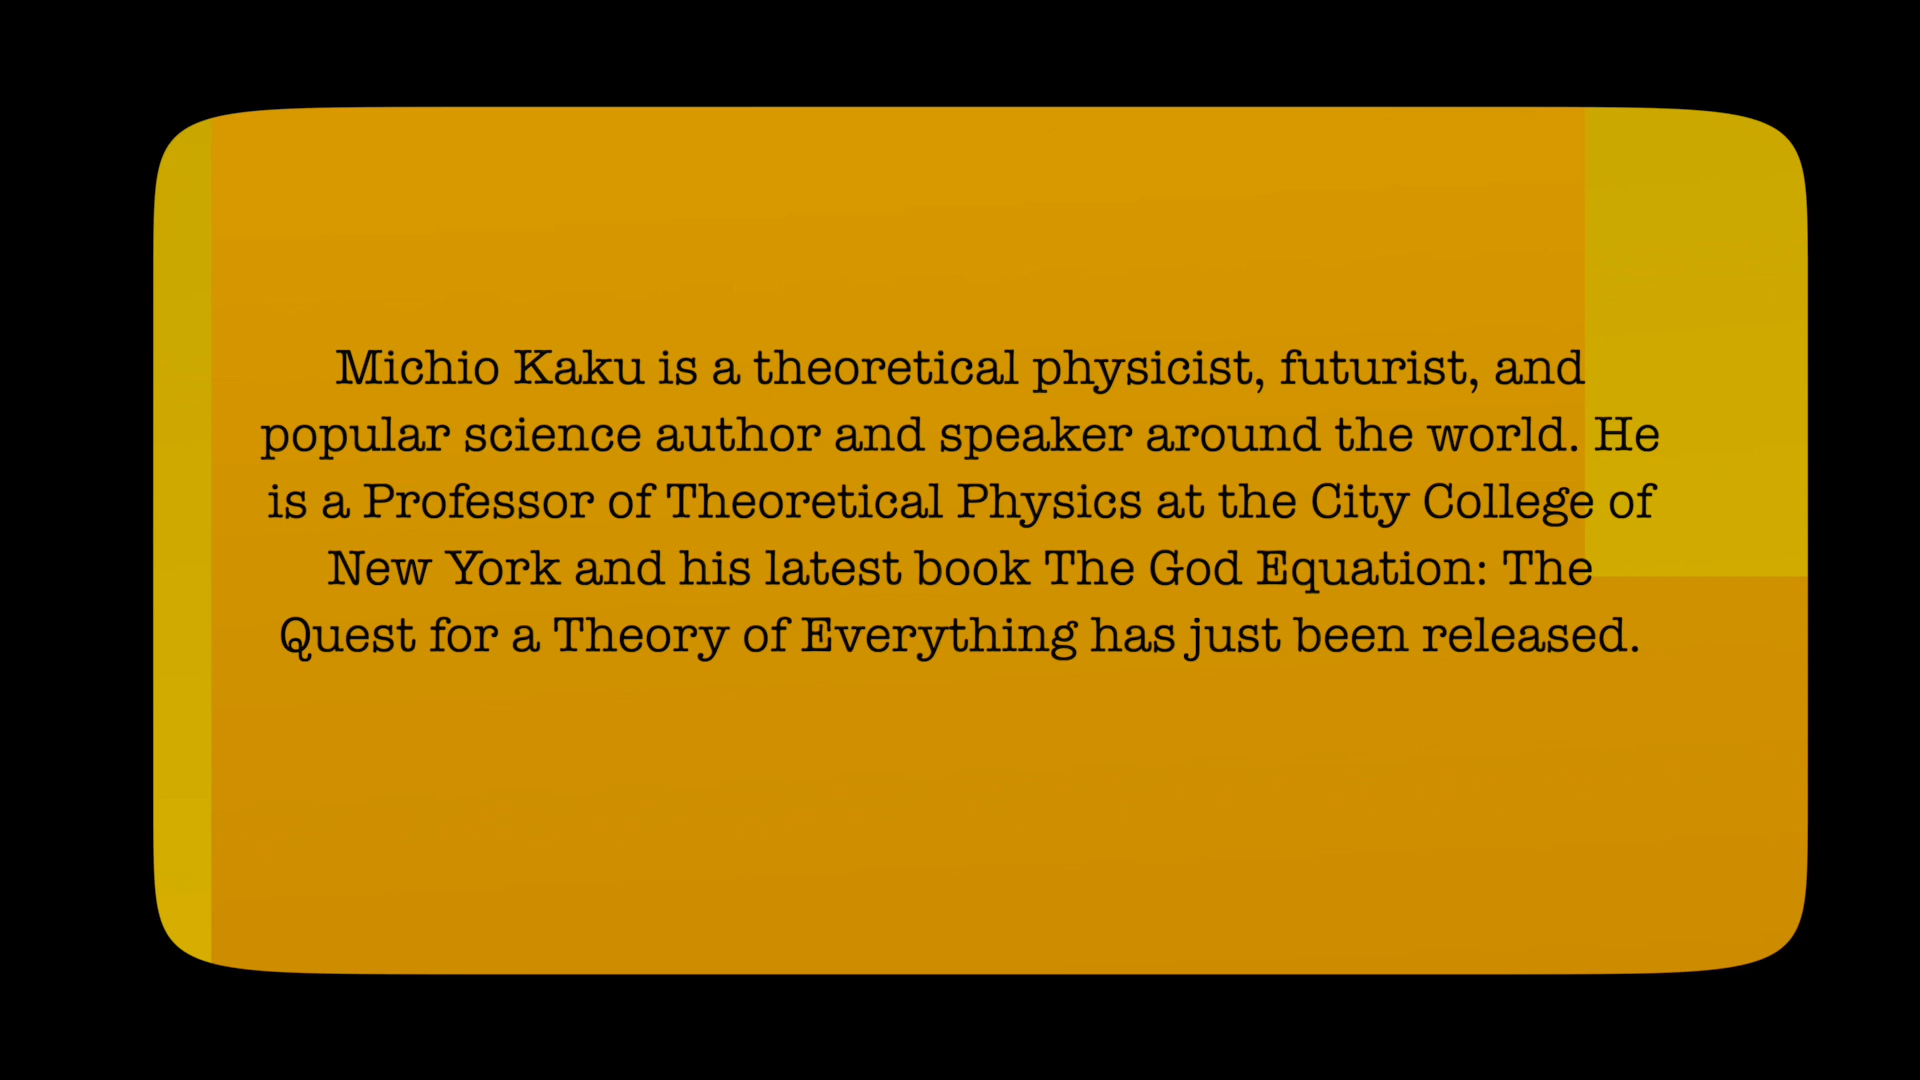 Michio Kaku is a theoretical physicist, futurist, and
popular science author and speaker around the world. He
is a Professor of Theoretical Physics at the City College of
New York and his latest book The God Equation: The
Quest for a Theory of Everything has just been released.